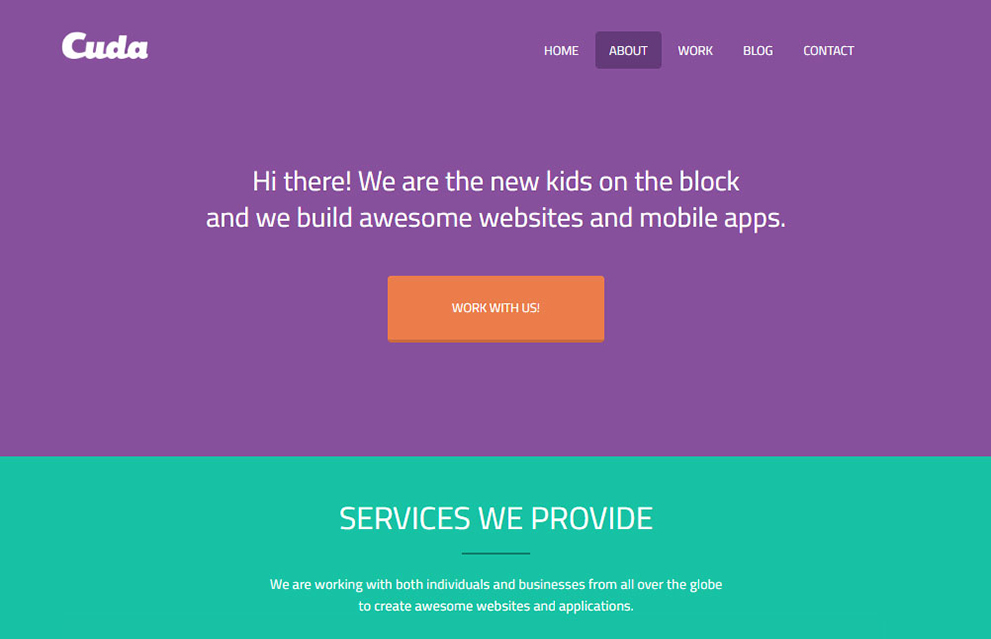 Cuda
HOME ABOUT WORK BLOG CONTACT
Hi there! We are the new kids on the block
and we build awesome websites and mobile apps.
WORK WITH US!
SERVICES WE PROVIDE
We are working with both individuals and businesses from all over the globe
to create awesome websites and applications.